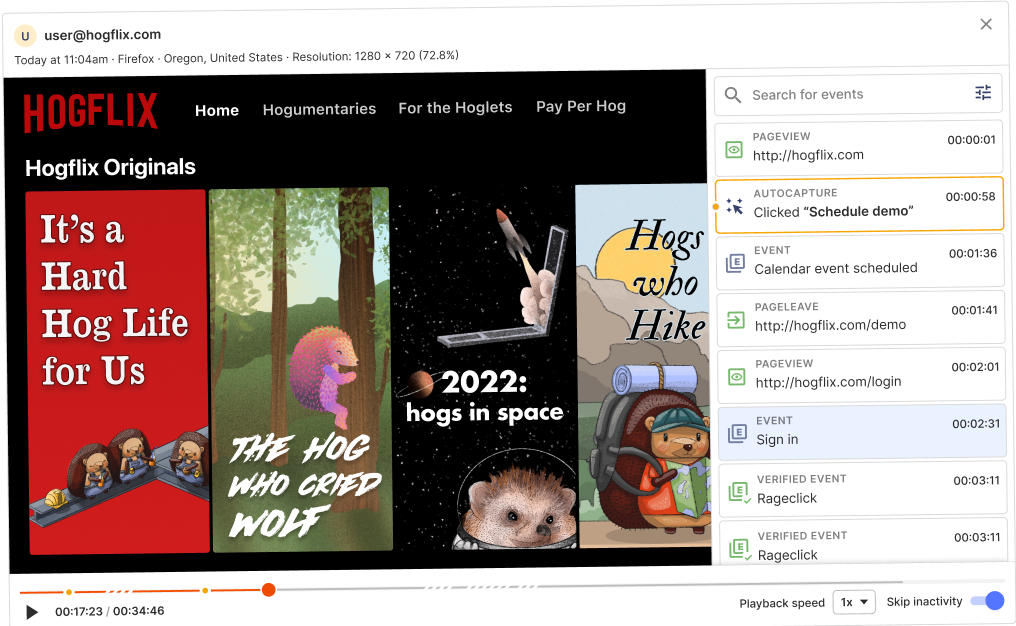 U
user@hogflix.com
Today at 11:04am · Firefox · Oregon, United States · Resolution: 1280 × 720 (72.8%)
HOGFLIX
Home
Hogumentaries
For the Hoglets
Pay Per Hog
Hogflix Originals
It's a
Hard
Hog Life
for Us
THE HOG
WHO CRIED
WOLF
2022:
hogs in space
Hogs
who
Hike
Search for events
PAGEVIEW
00:00:01
http://hogflix.com
AUTOCAPTURE
00:00:58
Clicked “Schedule demo”
EVENT
00:01:36
E
Calendar event scheduled
PAGELEAVE
00:01:41
http://hogflix.com/demo
PAGEVIEW
00:02:01
http://hogflix.com/login
EVENT
00:02:31
E
Sign in
VERIFIED EVENT
00:03:11
E
Rageclick
VERIFIED EVENT
00:03:11
E
Rageclick
00:17:23 / 00:34:46
Playback speed
1x
Skip inactivity